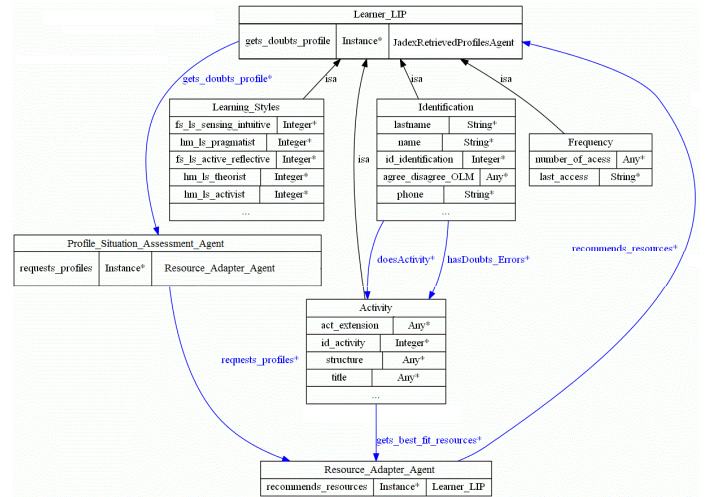 Learner_LIP
gets_doubts_profile Instance* JadexRetrievedProfilesAgent
gets_doubts_profile*
isa
isa
isa
Learning_Styles
fs_ls_sensing_intuitive Integer*
hm_ls_pragmatist Integer*
fs_ls_active_reflective Integer*
hm_ls_theorist Integer*
hm_ls_activist Integer*
...
Identification
lastname String*
name String*
id_identification Integer*
agree_disagree_OLM Any*
phone String*
...
Frequency
number_of_acess Any*
last_access String*
isa
Profile_Situation_Assessment_Agent
requests_profiles Instance* Resource_Adapter_Agent
doesActivity* hasDoubts_Errors*
recommends_resources*
Activity
act_extension Any*
id_activity Integer*
structure Any*
title Any*
...
requests_profiles*
gets_best_fit_resources*
Resource_Adapter_Agent
recommends_resources Instance* Learner_LIP